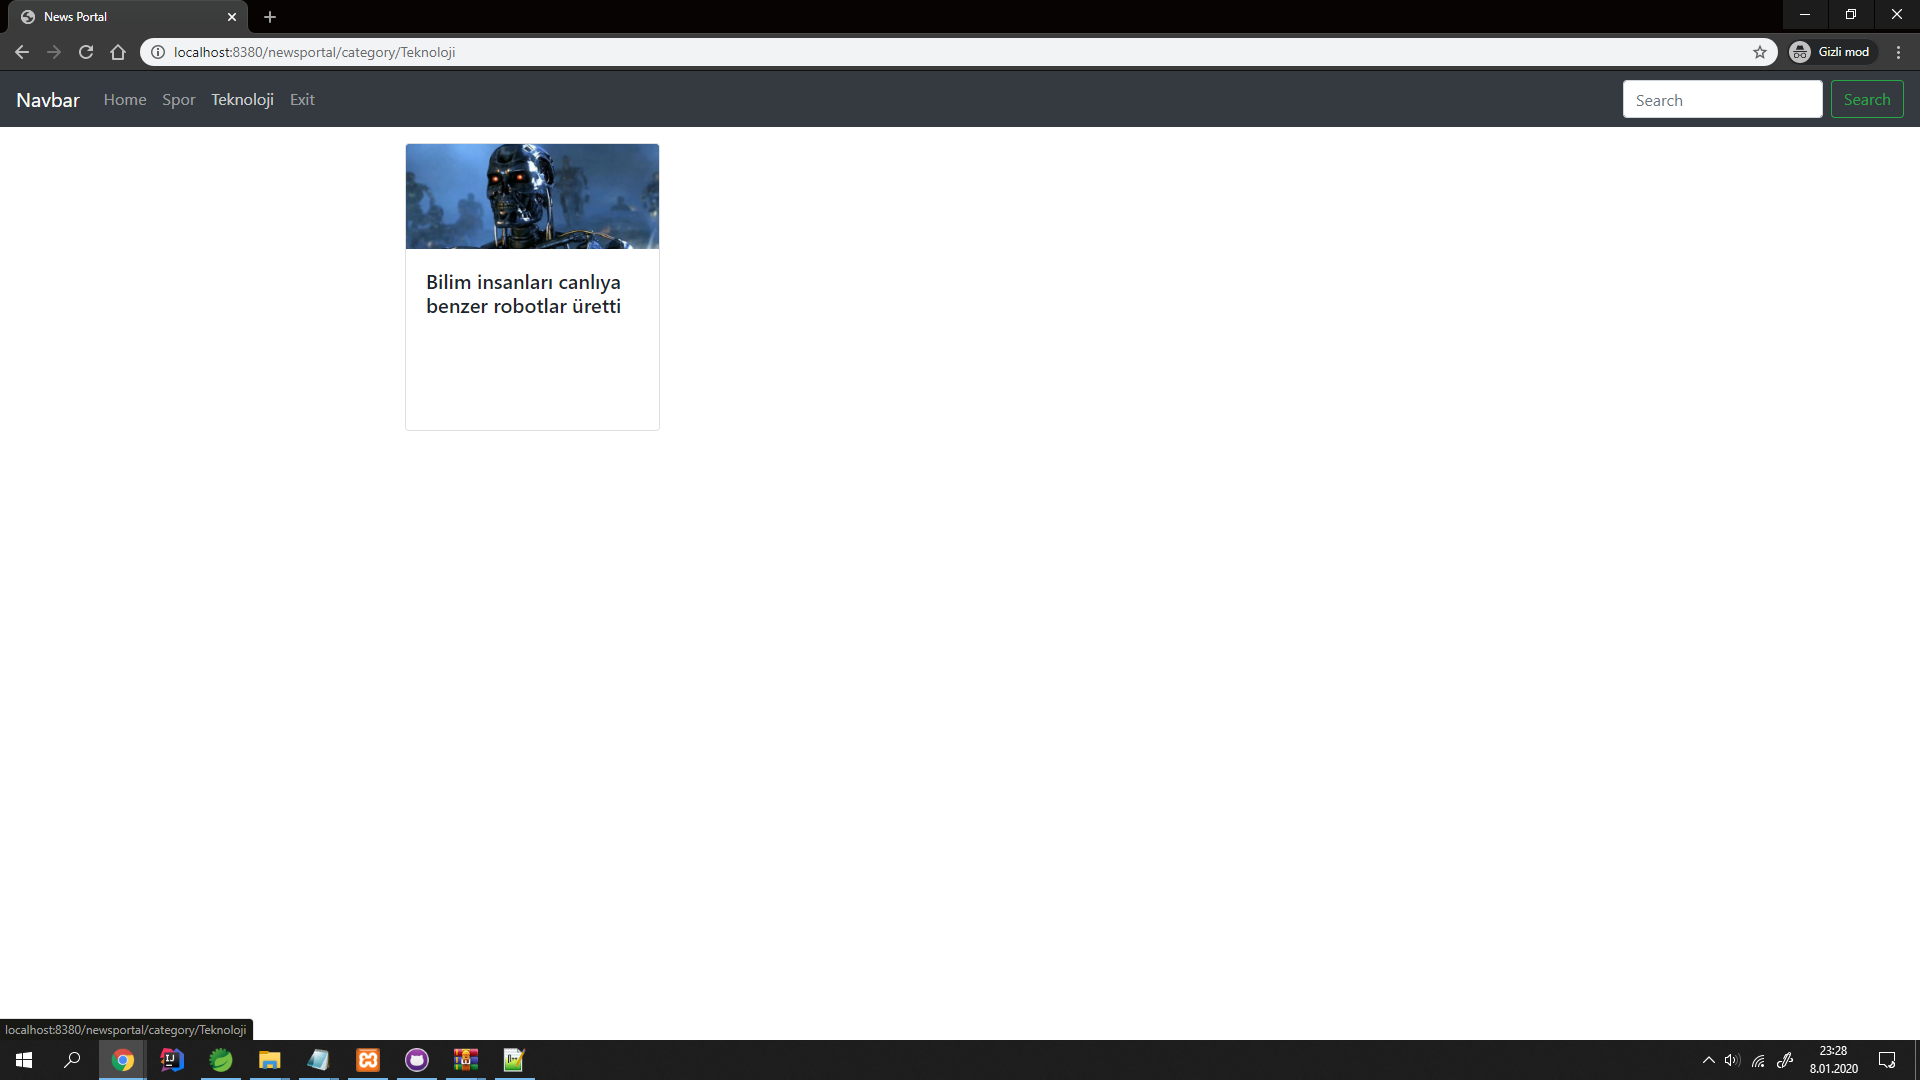 News Portal
localhost:8380/newsportal/category/Teknoloji
Gizli mod
Navbar Home Spor Teknoloji Exit Search Search
Bilim insanları canlıya
benzer robotlar üretti
localhost:8380/newsportal/category/Teknoloji
23:28
8.01.2020